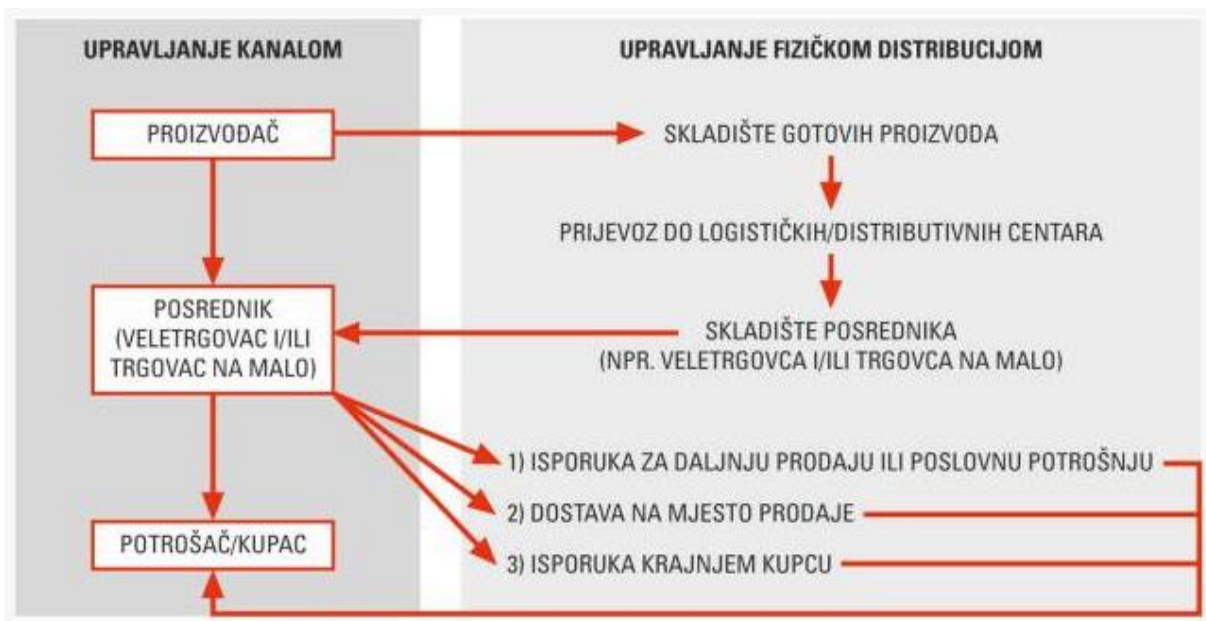 UPRAVLJANJE KANALOM
UPRAVLJANJE FIZIČKOM DISTRIBUCIJOM
PROIZVOĐAČ
SKLADIŠTE GOTOVIH PROIZVODA
PRIJEVOZ DO LOGISTIČKIH/DISTRIBUTIVNIH CENTARA
POSREDNIK
(VELETRGOVAC I/ILI
TRGOVAC NA MALO)
SKLADIŠTE POSREDNIKA
(NPR. VELETRGOVCA I/ILI TRGOVCA NA MALO)
1) ISPORUKA ZA DALJNJU PRODAJU ILI POSLOVNU POTROŠNJU
2) DOSTAVA NA MJESTO PRODAJE
3) ISPORUKA KRAJNJEM KUPCU
POTROŠAČ/KUPAC